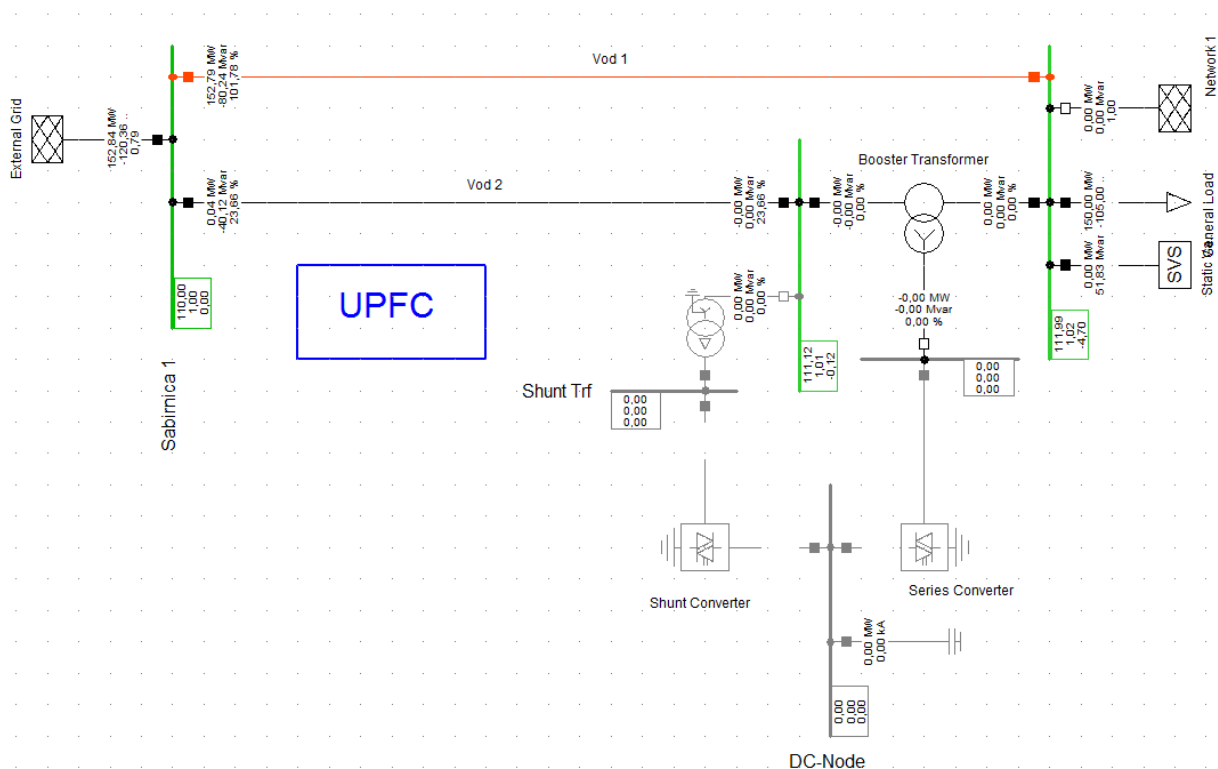 Vod 1
External Grid
152,84 MW
-120,36 ..
0,79
152,79 MW
-80,24 Mvar
101,78 %
0,00 MW
0,00 Mvar
1,00
Network 1
Vod 2
0,04 MW
-40,12 Mvar
23,66 %
-0,00 MW
-0,00 Mvar
23,66 %
-0,00 MW
-0,00 Mvar
0,00 %
Booster Transformer
0,00 MW
0,00 Mvar
0,00 %
150,00 MW
-105,00 ..
General Load
0,00 MW
51,83 Mvar
SVS
Static
110,00
1,00
0,00
UPFC
0,00 MW
0,00 Mvar
0,00 %
-0,00 MW
-0,00 Mvar
0,00 %
111,99
1,02
-4,70
111,12
1,01
-0,12
Sabirnica 1
Shunt Trf
0,00
0,00
0,00
0,00
0,00
0,00
Shunt Converter
Series Converter
0,00 MW
0,00 kA
0,00
0,00
0,00
DC-Node